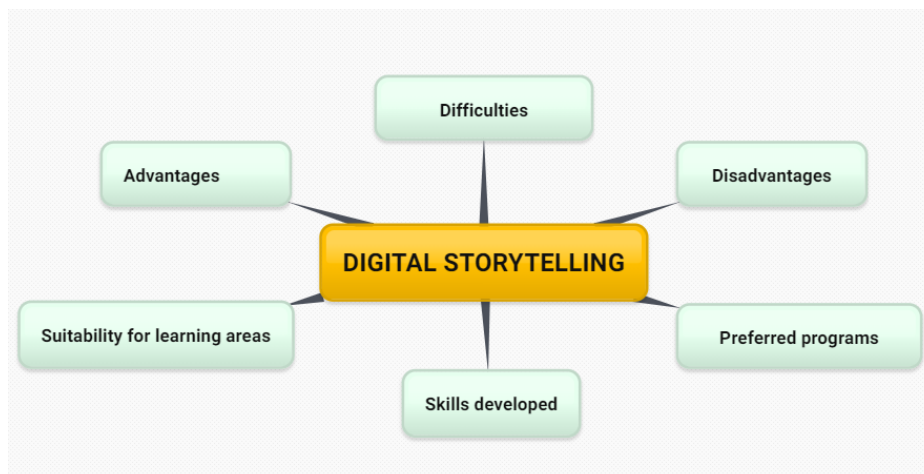 Difficulties
Advantages
Disadvantages
DIGITAL STORYTELLING
Suitability for learning areas
Preferred programs
Skills developed